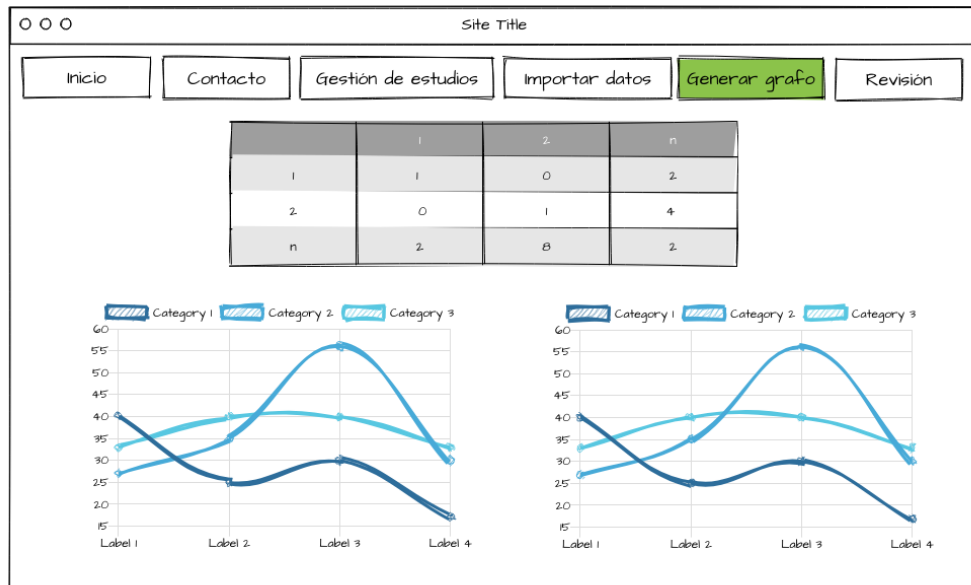 Site Title
Inicio Contacto Gestión de estudios Importar datos Generar grafo Revisión
1 2 n
1 1 0 2
2 0 1 4
n 2 8 2
Category 1 Category 2 Category 3
60
55
50
45
40
35
30
25
20
15
Label 1 Label 2 Label 3 Label 4
Category 1 Category 2 Category 3
60
55
50
45
40
35
30
25
20
15
Label 1 Label 2 Label 3 Label 4